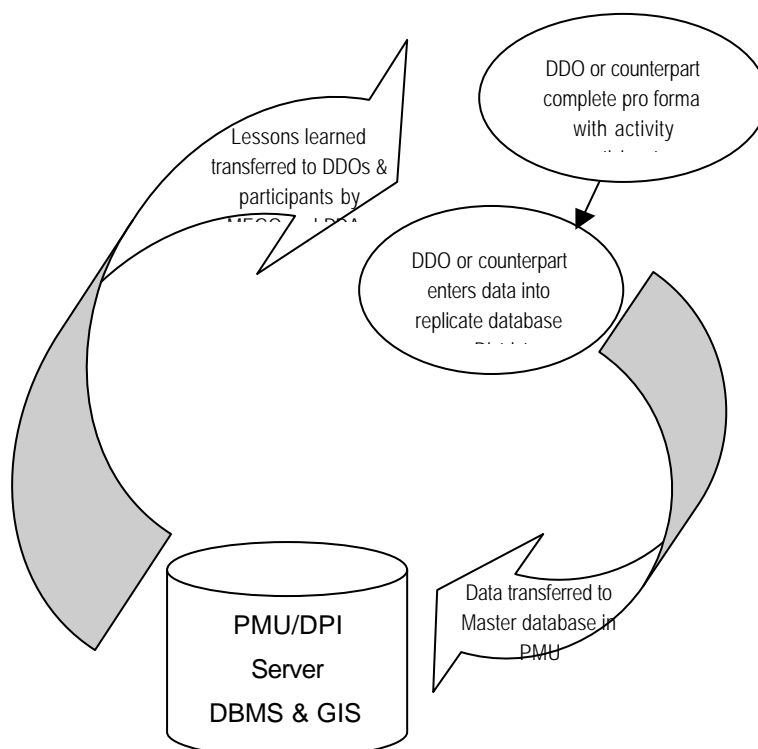 DDO or counterpart
complete pro forma
with activity
Lessons learned
transferred to DDOs &
participants by
DDO or counterpart
enters data into
replicate database
Data transferred to
Master database in
PMU
PMU/DPI
Server
DBMS & GIS